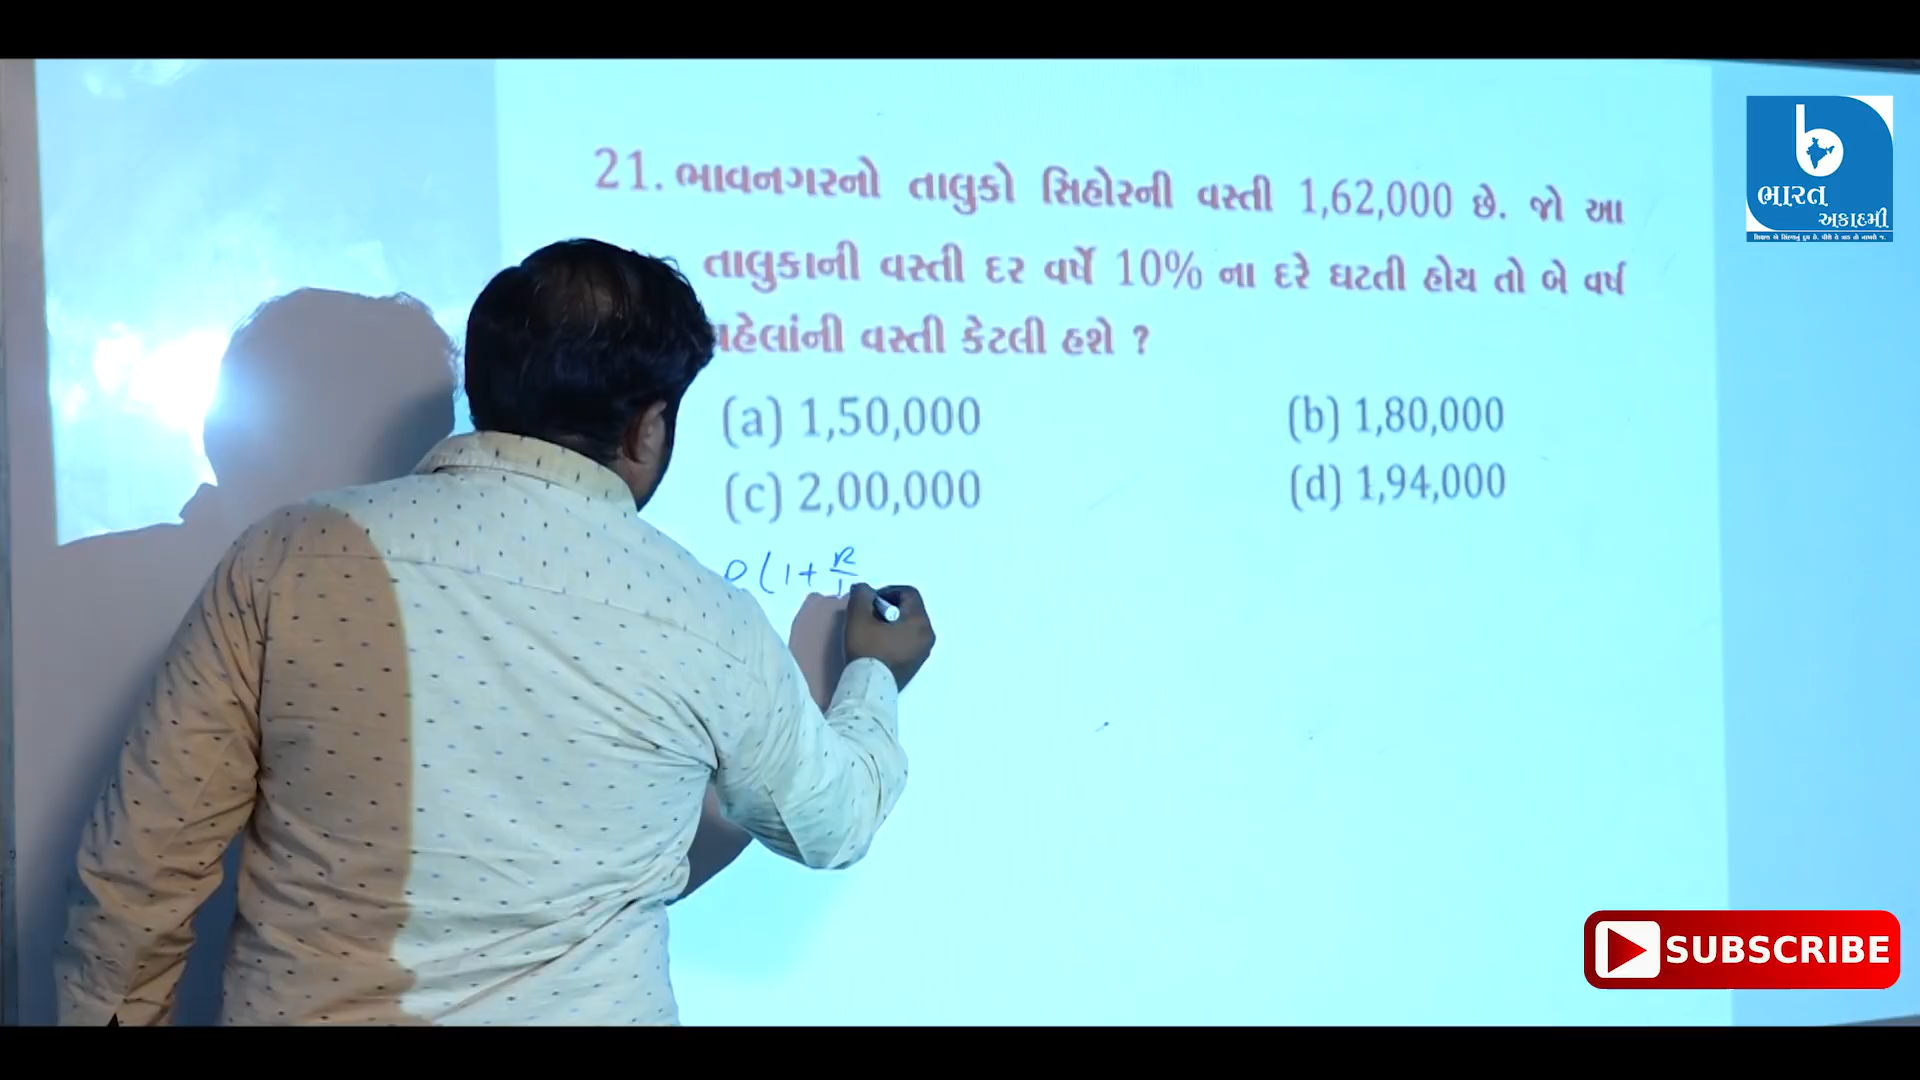 21. ભાવનગરનો તાલુકો સિહોરની વસ્તી 1,62,000 છે. જો આ
તાલુકાની વસ્તી દર વર્ષે 10% ના દરે ઘટતી હોય તો બે વર્ષ
પહેલાંની વસ્તી કેટલી હશે ?
(a) 1,50,000 (b) 1,80,000
(c) 2,00,000 (d) 1,94,000
P (1 + R
b
ભારત
અકાદમી
SUBSCRIBE